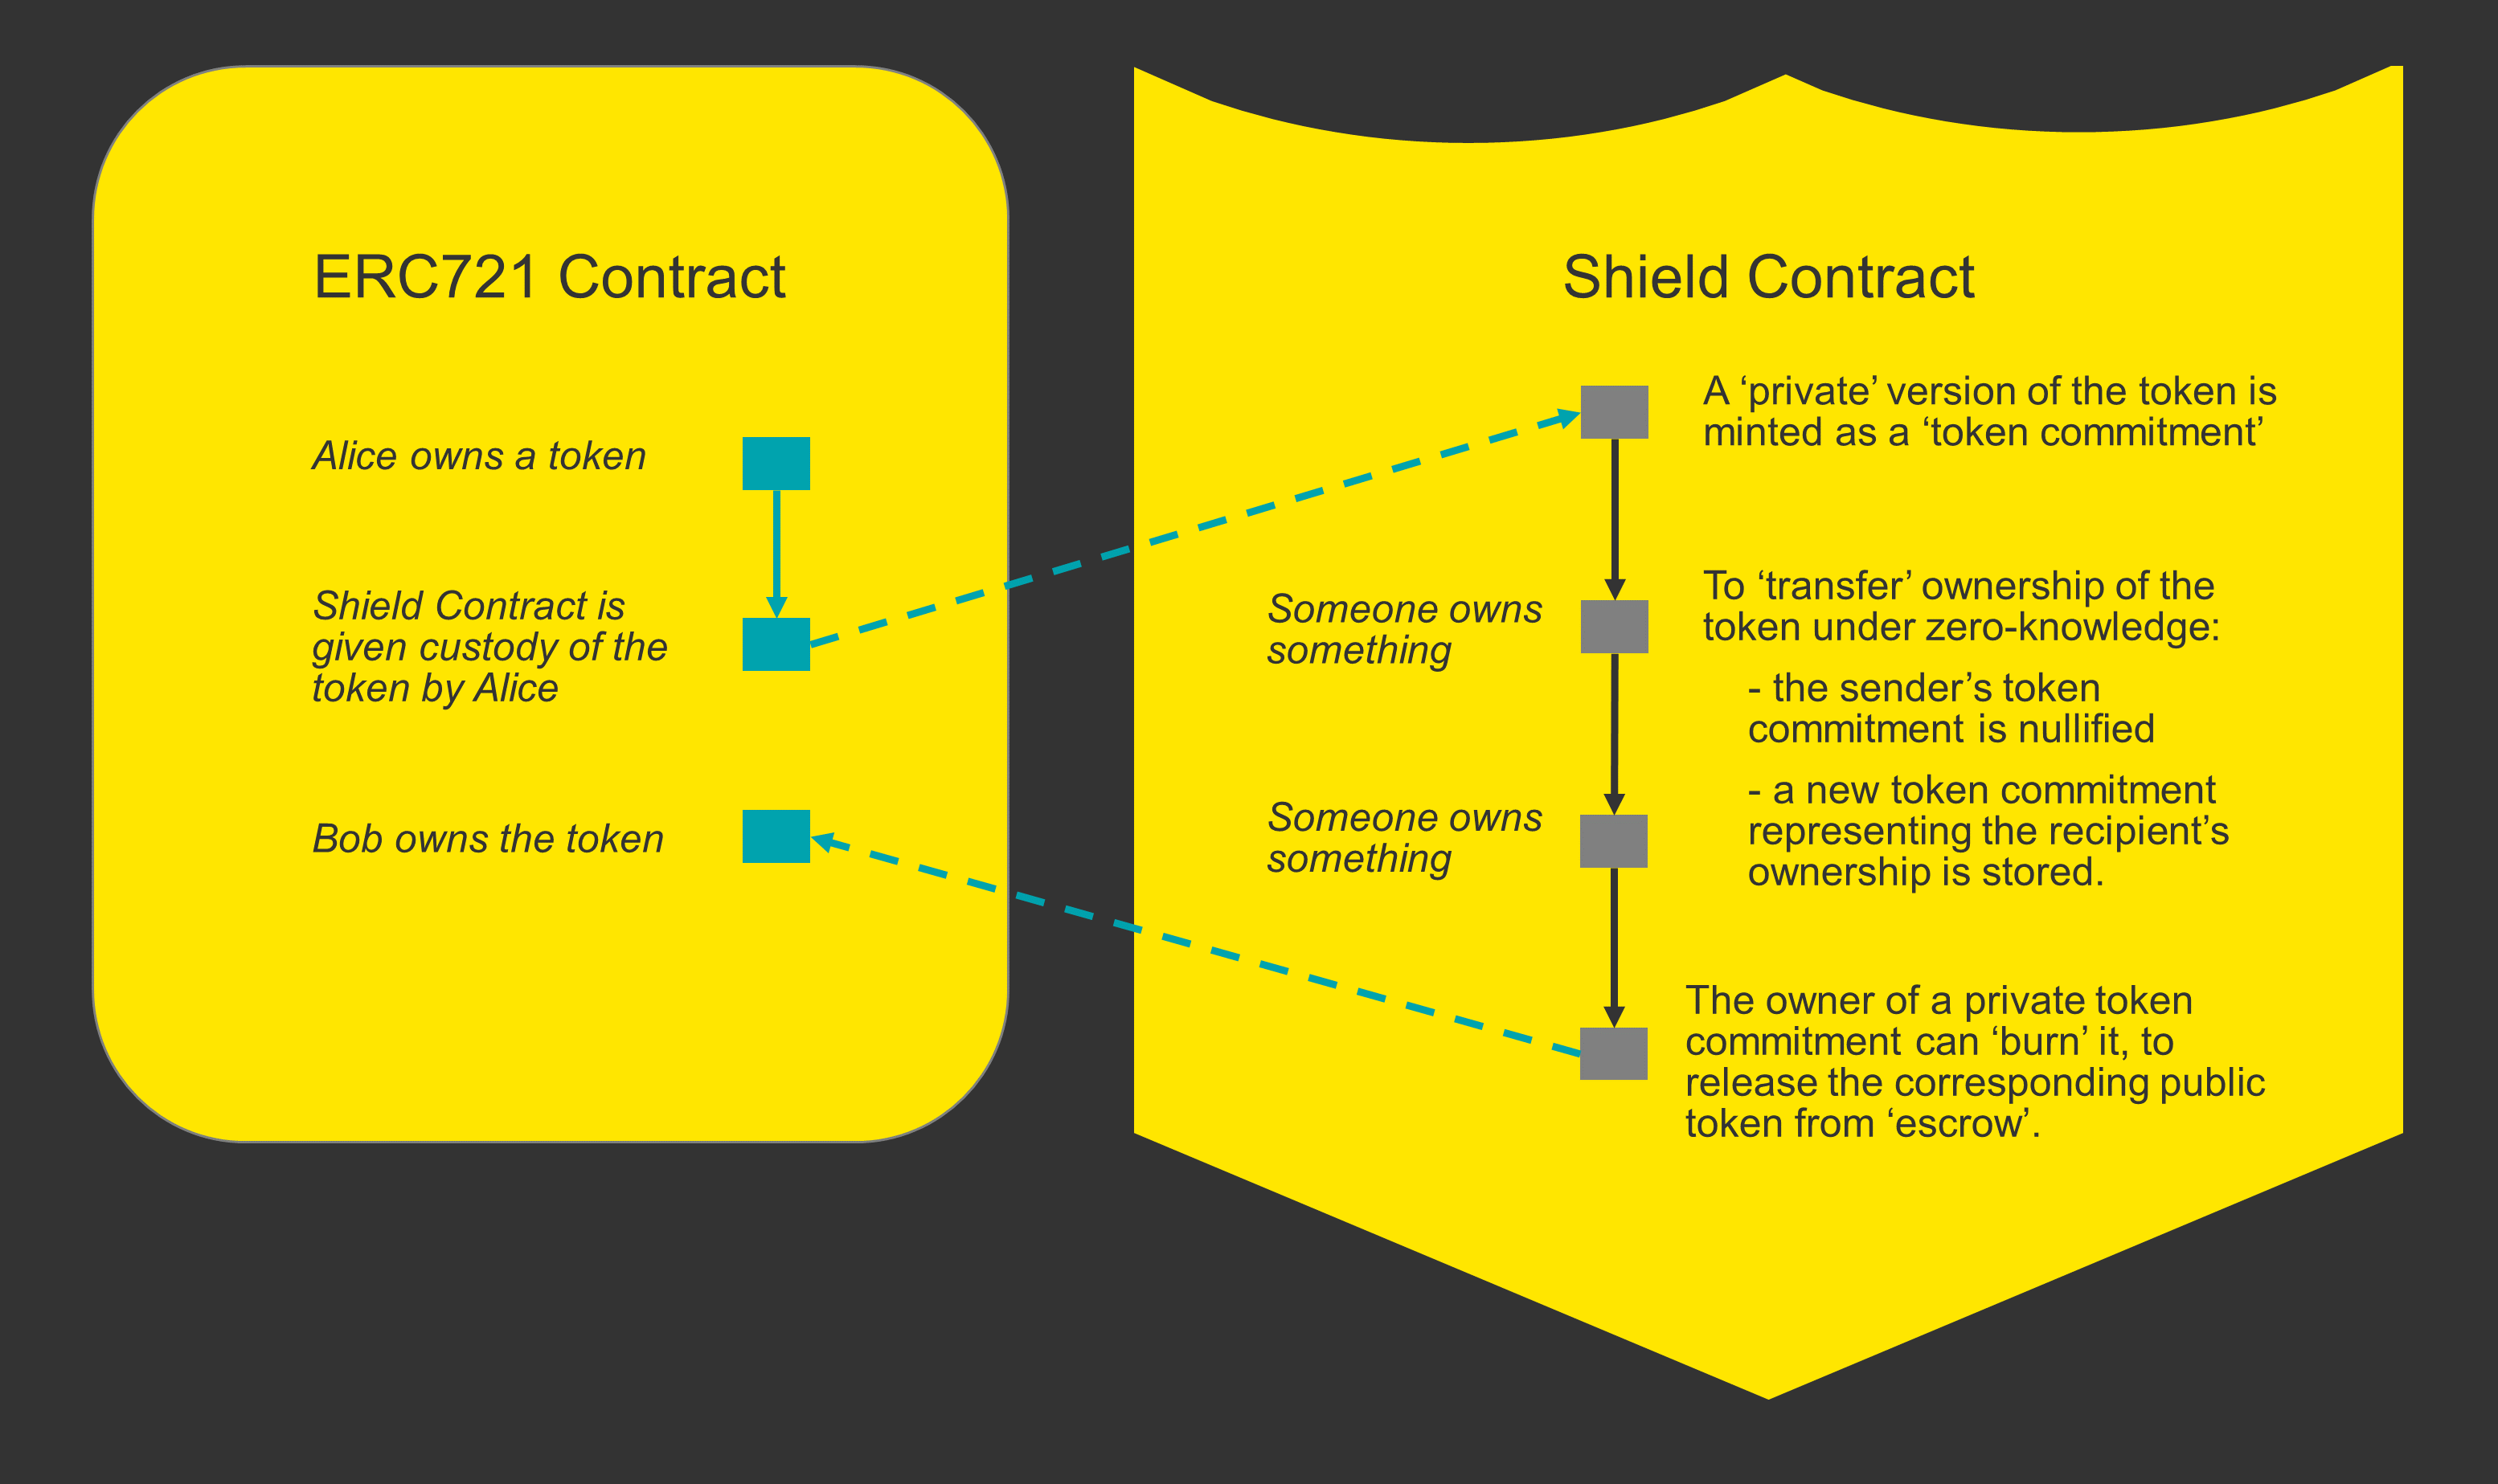 ERC721 Contract
Alice owns a token
Shield Contract is
given custody of the
token by Alice
Bob owns the token
Shield Contract
A ‘private’ version of the token is
minted as a ‘token commitment’
Someone owns
something
To ‘transfer’ ownership of the
token under zero-knowledge:
- the sender’s token
commitment is nullified
Someone owns
something
- a new token commitment
representing the recipient’s
ownership is stored.
The owner of a private token
commitment can ‘burn’ it, to
release the corresponding public
token from ‘escrow’.